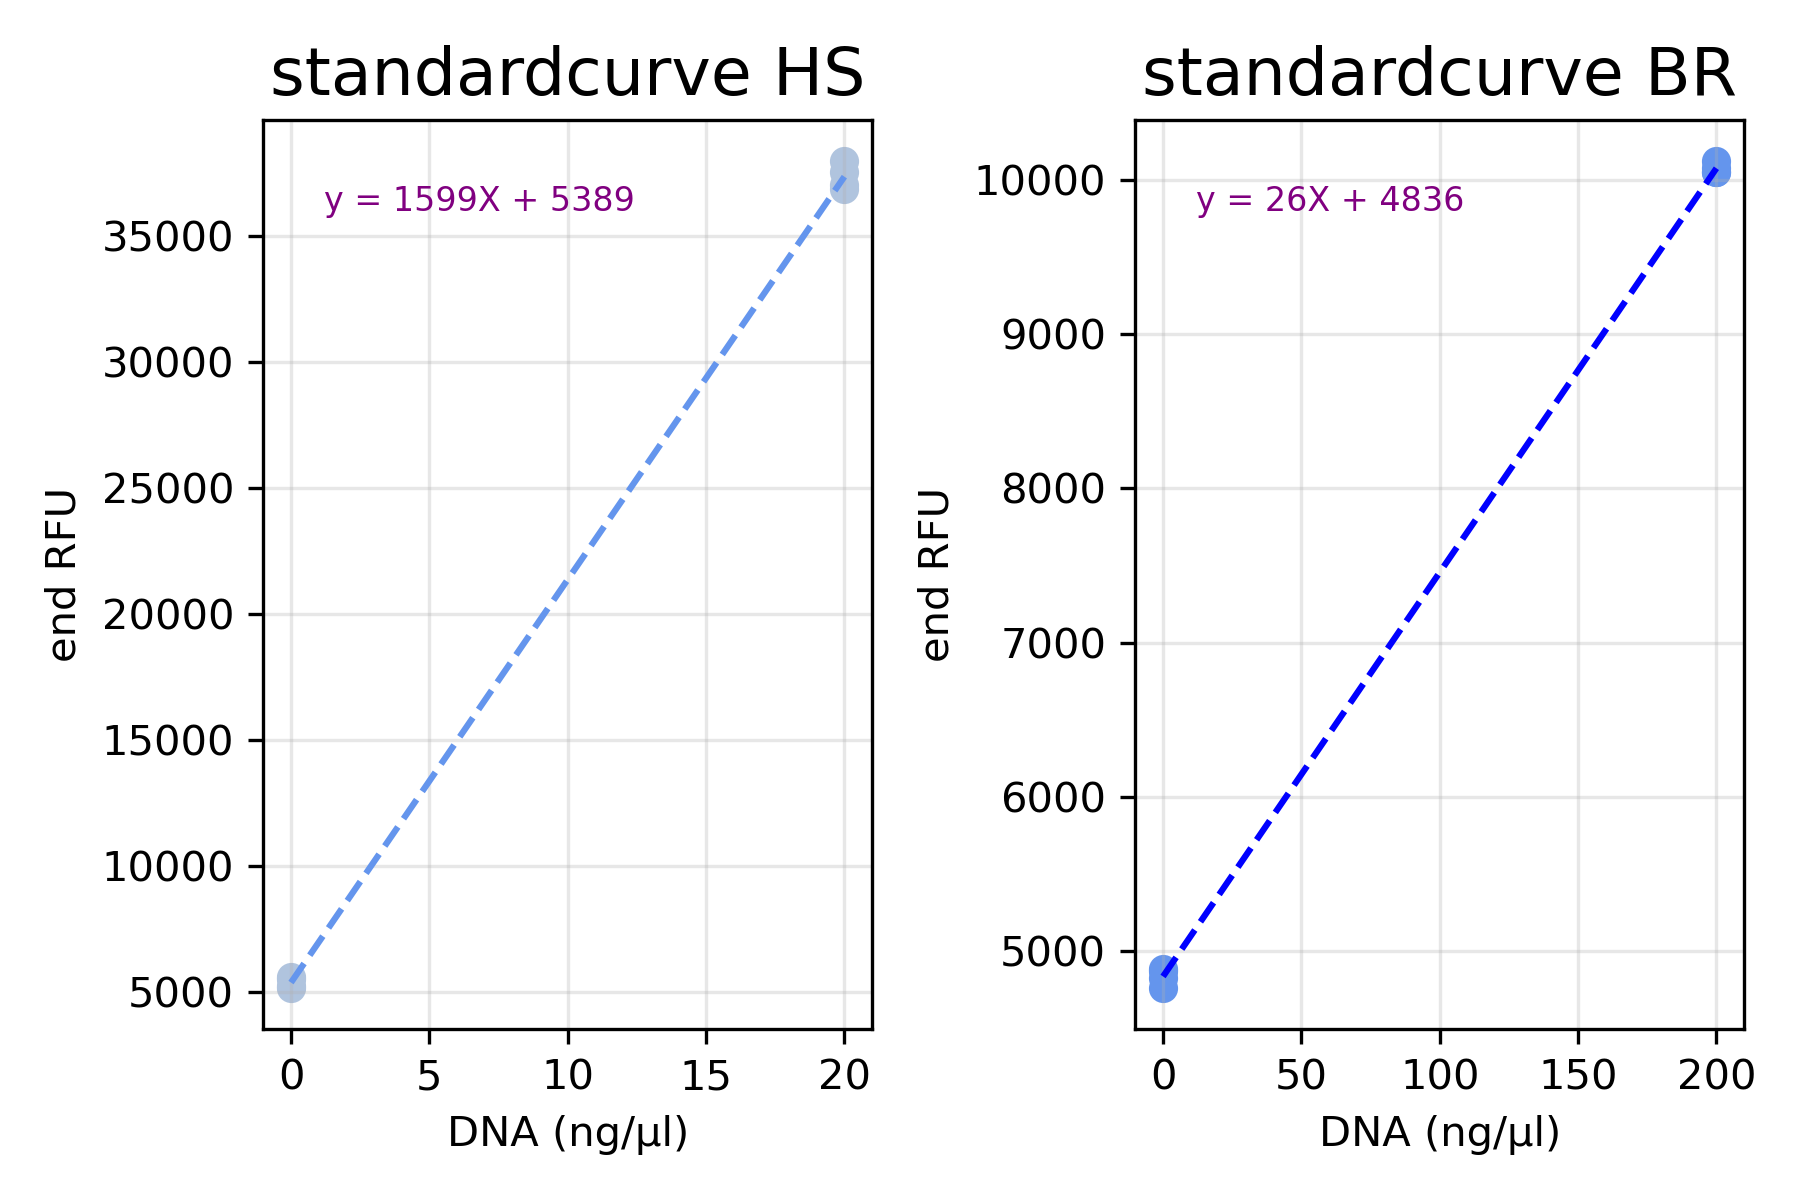 standardcurve HS
y = 1599X + 5389
35000
30000
25000
20000
15000
10000
5000
end RFU
0 5 10 15 20
DNA (ng/µl)
standardcurve BR
y = 26X + 4836
10000
9000
8000
7000
6000
5000
end RFU
0 50 100 150 200
DNA (ng/µl)